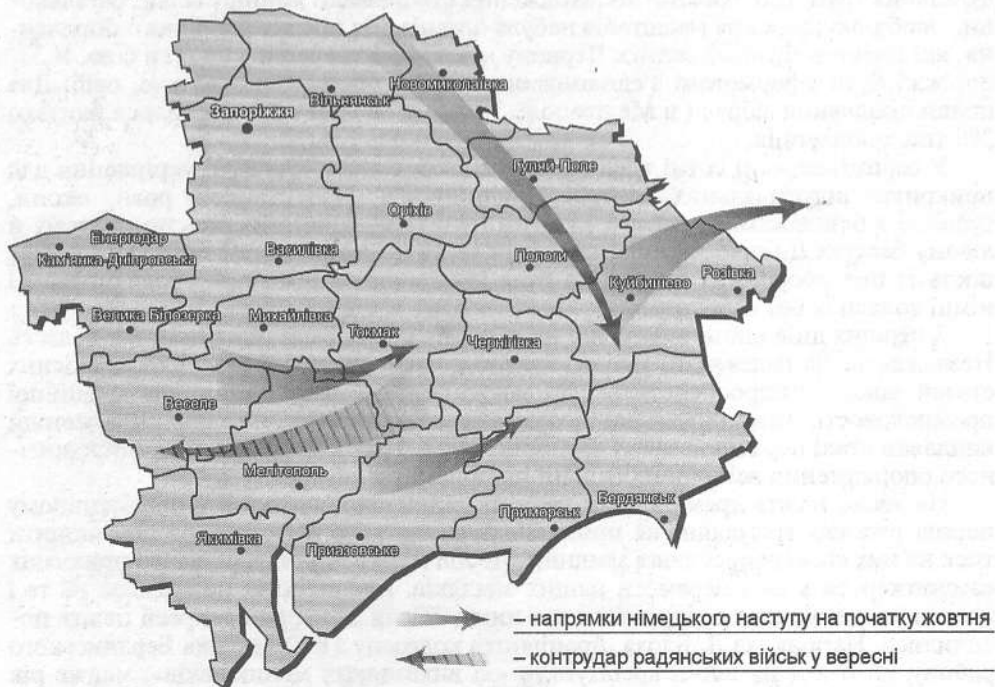 Новомиколаївка
Вільнянськ
Запоріжжя
Гуляй-Поле
Оріхів
Енергодар
Кам'янка-Дніпровська
Василівка
Пологи
Куйбишево
Розівка
Велика Білозерка
Михайлівка
Токмак
Чернігівка
Веселе
Мелітополь
Бордянськ
Приморськ
Якимівка
Приазовське
– напрямки німецького наступу на початку жовтня
– контрудар радянських військ у вересні